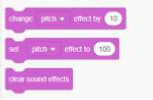 change pitch effect by 10
set pitch effect to 100
clear sound effects